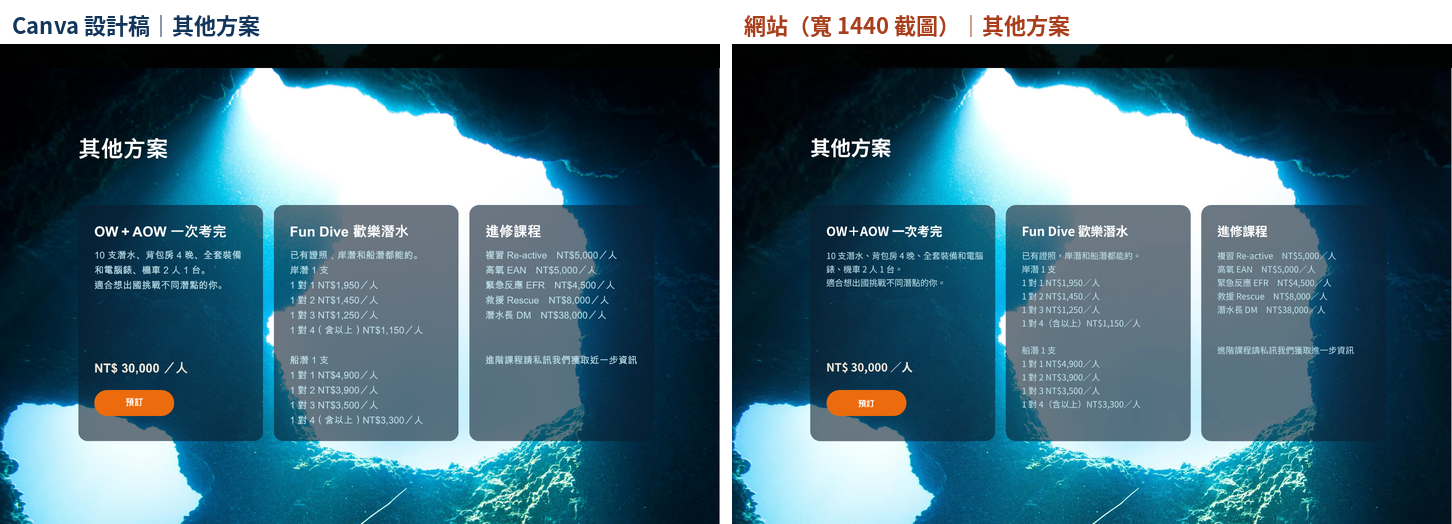 Canva 設計稿｜其他方案
其他方案
OW + AOW 一次考完
10 支潛水、背包房 4 晚、全套裝備
和電腦錶、機車 2 人 1 台。
適合想出國挑戰不同潛點的你。
NT$ 30,000 ／人
預訂
Fun Dive 歡樂潛水
已有證照，岸潛和船潛都能約。
岸潛 1 支
1 對 1 NT$1,950／人
1 對 2 NT$1,450／人
1 對 3 NT$1,250／人
1 對 4（含以上）NT$1,150／人
船潛 1 支
1 對 1 NT$4,900／人
1 對 2 NT$3,900／人
1 對 3 NT$3,500／人
1 對 4（含以上）NT$3,300／人
進修課程
複習 Re-active　NT$5,000／人
高氧 EAN　NT$5,000／人
緊急反應 EFR　NT$4,500／人
救援 Rescue　NT$8,000／人
潛水長 DM　NT$38,000／人
進階課程請私訊我們獲取近一步資訊
網站（寬 1440 截圖）｜其他方案
其他方案
OW＋AOW 一次考完
10 支潛水、背包房 4 晚、全套裝備和電腦
錶、機車 2 人 1 台。
適合想出國挑戰不同潛點的你。
NT$ 30,000 ／人
預訂
Fun Dive 歡樂潛水
已有證照，岸潛和船潛都能約。
岸潛 1 支
1 對 1 NT$1,950／人
1 對 2 NT$1,450／人
1 對 3 NT$1,250／人
1 對 4（含以上）NT$1,150／人
船潛 1 支
1 對 1 NT$4,900／人
1 對 2 NT$3,900／人
1 對 3 NT$3,500／人
1 對 4（含以上）NT$3,300／人
進修課程
複習 Re-active　NT$5,000／人
高氧 EAN　NT$5,000／人
緊急反應 EFR　NT$4,500／人
救援 Rescue　NT$8,000／人
潛水長 DM　NT$38,000／人
進階課程請私訊我們獲取進一步資訊